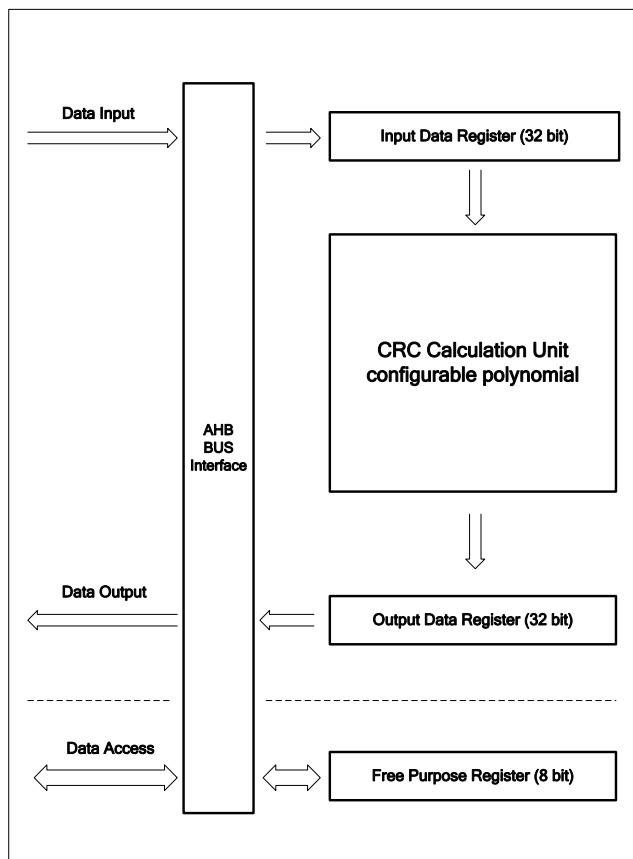 Data Input
Input Data Register (32 bit)
CRC Calculation Unit
configurable polynomial
AHB
BUS
Interface
Data Output
Output Data Register (32 bit)
Data Access
Free Purpose Register (8 bit)